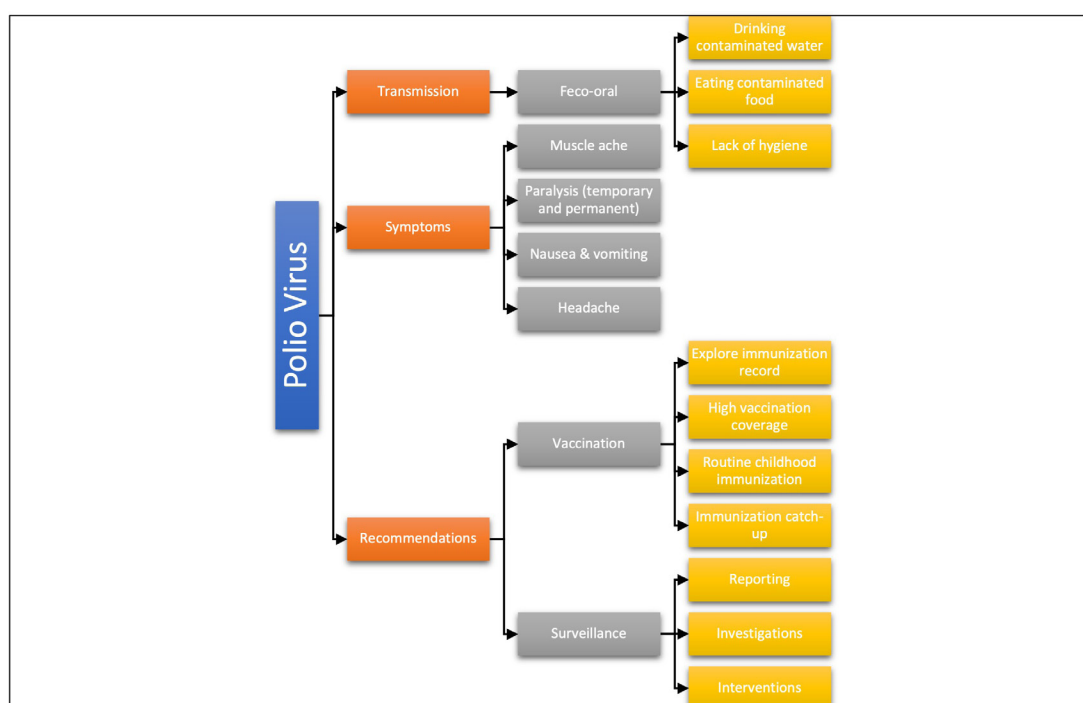 Polio Virus
Transmission
Feco-oral
Drinking
contaminated water
Eating contaminated
food
Lack of hygiene
Symptoms
Muscle ache
Paralysis (temporary
and permanent)
Nausea & vomiting
Headache
Recommendations
Vaccination
Explore immunization
record
High vaccination
coverage
Routine childhood
immunization
Immunization catch-
up
Surveillance
Reporting
Investigations
Interventions